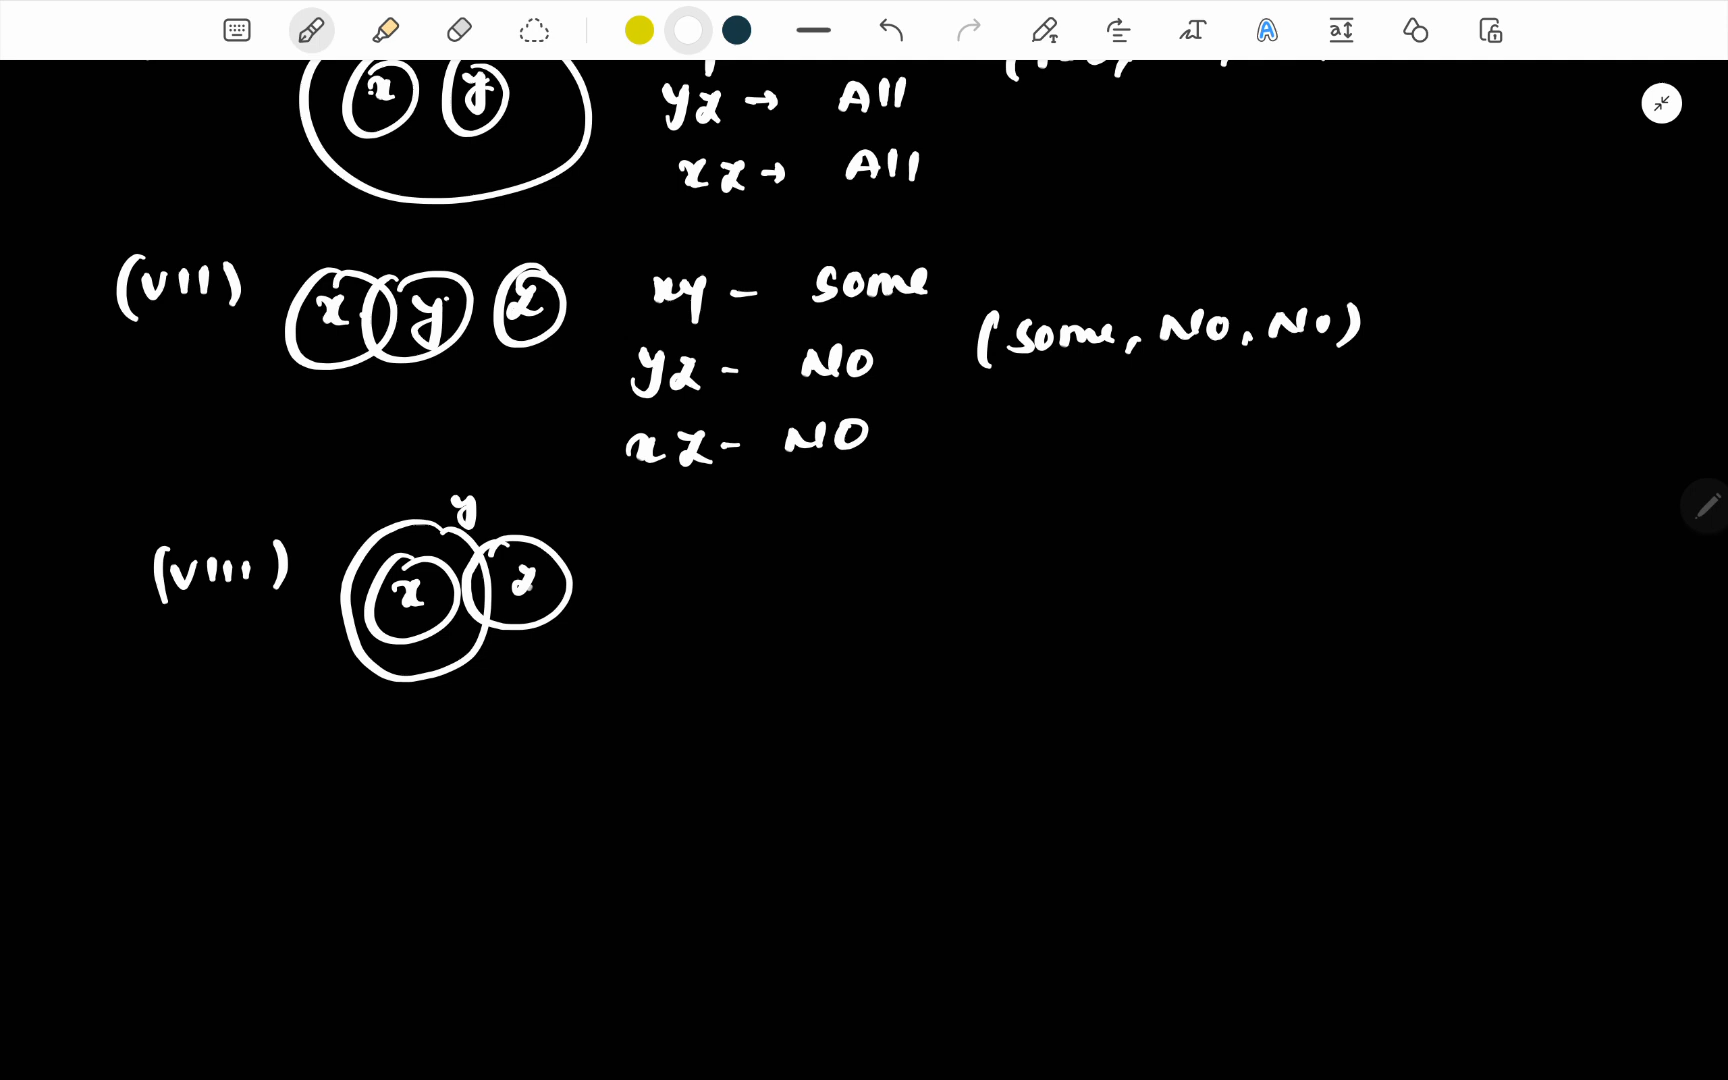 x y
yz → All
xz → All
(vii) x y z xy - some
(some, No, No)
yz - No
xz - NO
y
(viii) x z